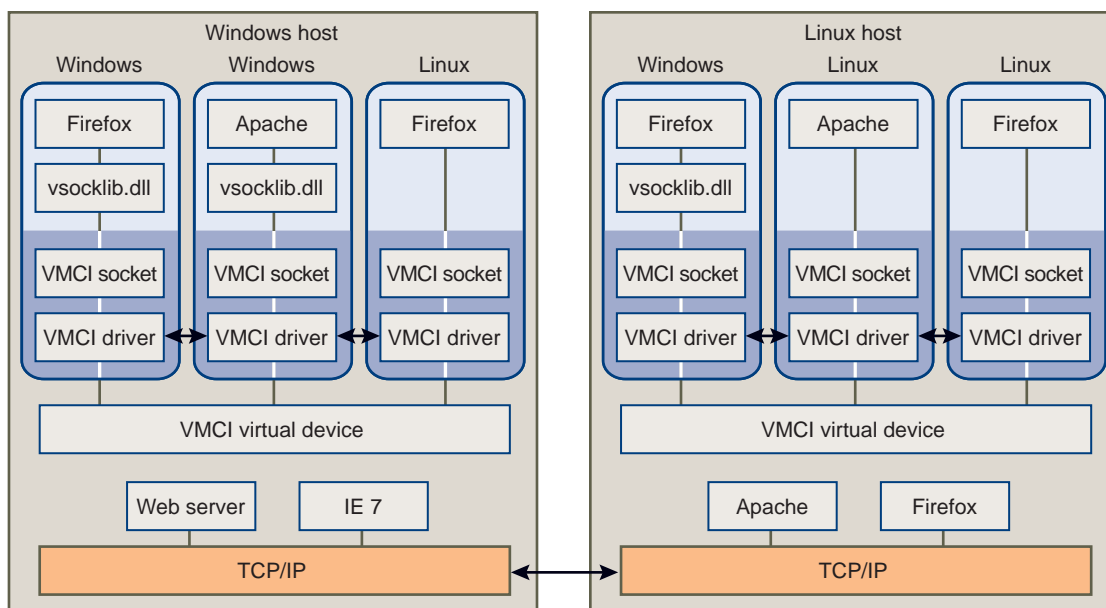 Windows host
Windows
Windows
Linux
Firefox
Apache
Firefox
vsocklib.dll
vsocklib.dll
VMCI socket
VMCI socket
VMCI socket
VMCI driver
VMCI driver
VMCI driver
VMCI virtual device
Web server
IE 7
TCP/IP
Linux host
Windows
Linux
Linux
Firefox
Apache
Firefox
vsocklib.dll
VMCI socket
VMCI socket
VMCI socket
VMCI driver
VMCI driver
VMCI driver
VMCI virtual device
Apache
Firefox
TCP/IP